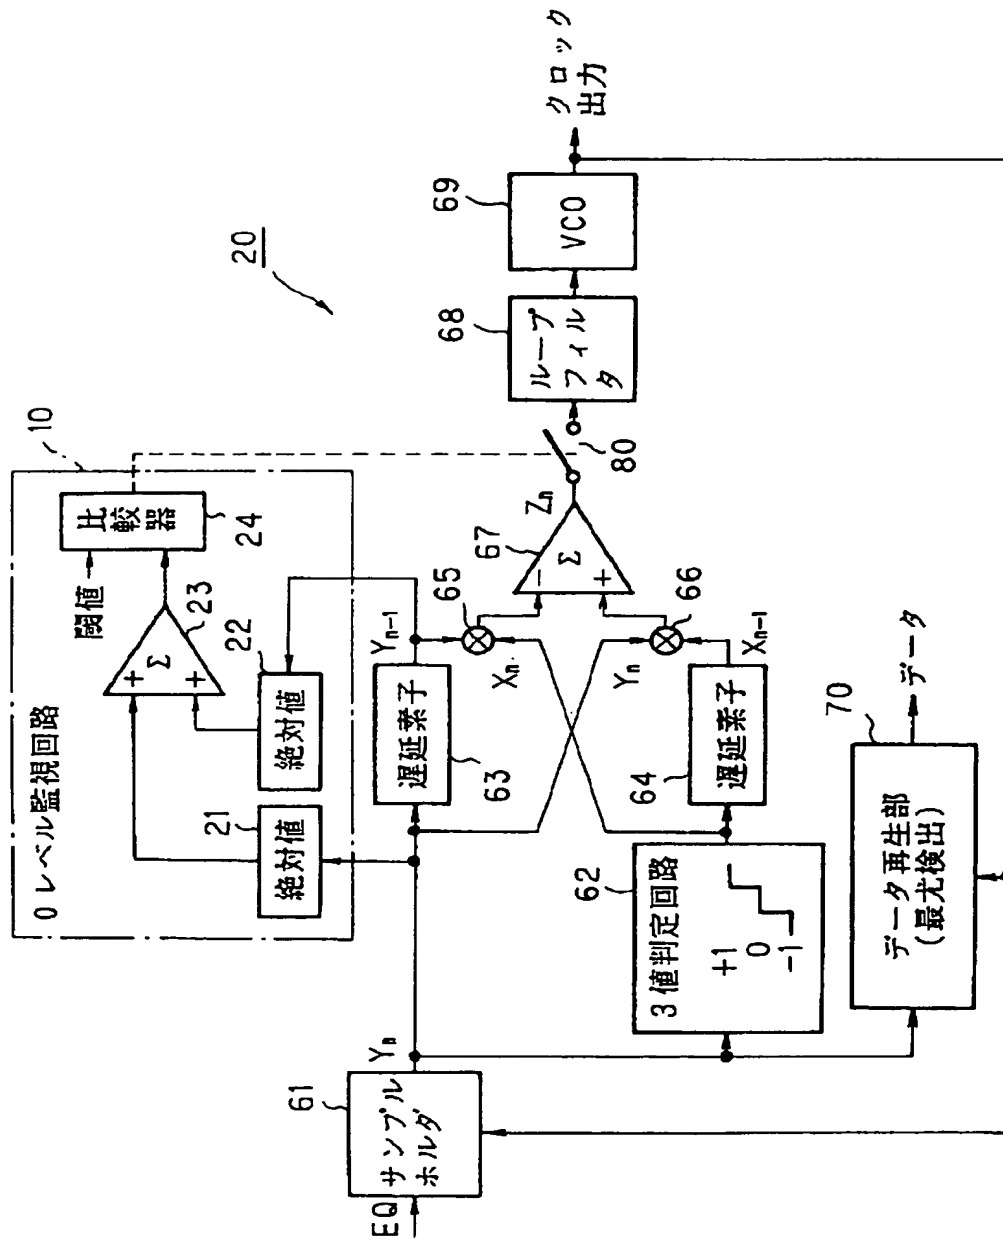 20
10
0レベル監視回路
閾値
比較器
24
Σ
+
+
23
絶対値
21
絶対値
22
EQ
サンプル
ホルダ
61
Yn
遅延素子
63
Yn-1
Xn
65
3値判定回路
+1
0
-1
62
遅延素子
64
Yn
Xn-1
66
−
Σ
+
67
Zn
80
ループ
フィル
タ
68
VCO
69
クロック
出力
データ再生部
(最尤検出)
70
データ